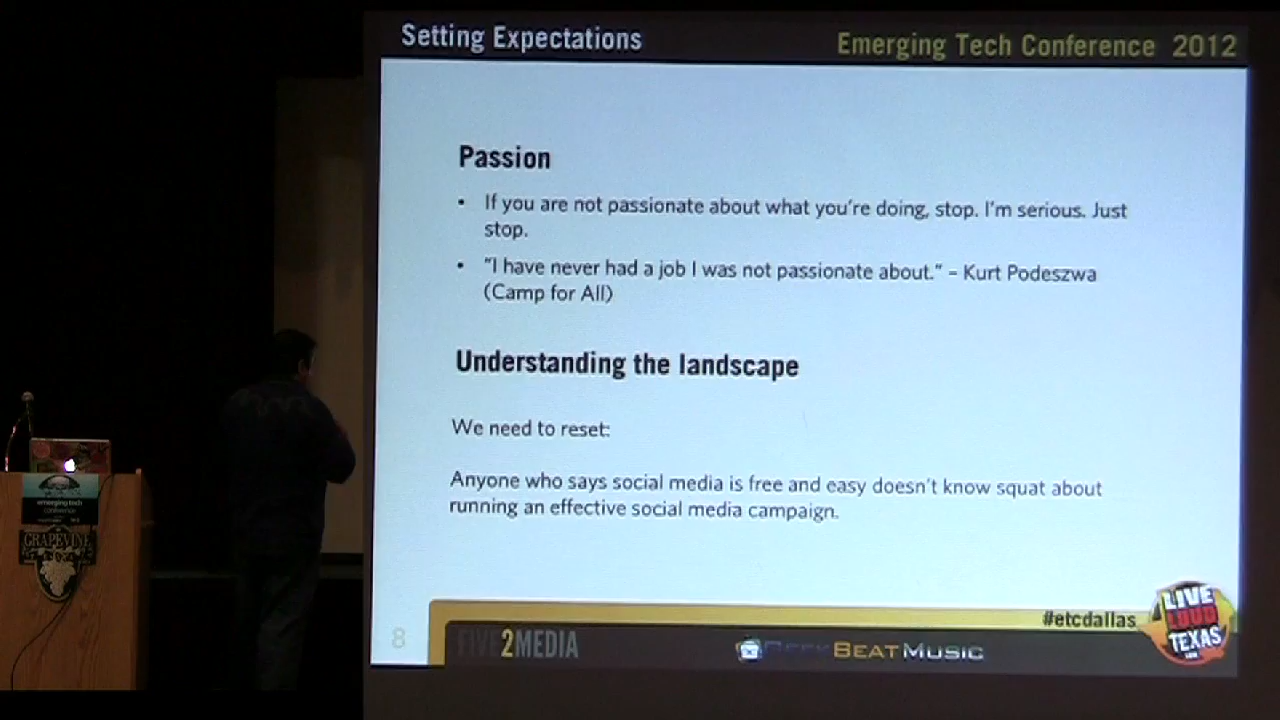 Setting Expectations
Emerging Tech Conference 2012
Passion
• If you are not passionate about what you're doing, stop. I'm serious. Just
stop.
• "I have never had a job I was not passionate about." – Kurt Podeszwa
(Camp for All)
Understanding the landscape
We need to reset:
Anyone who says social media is free and easy doesn't know squat about
running an effective social media campaign.
#etcdallas
LIVE
LOUD
TEXAS
8
FIVE2MEDIA
BEATMUSIC
emerging tech
conference
GRAPEVINE